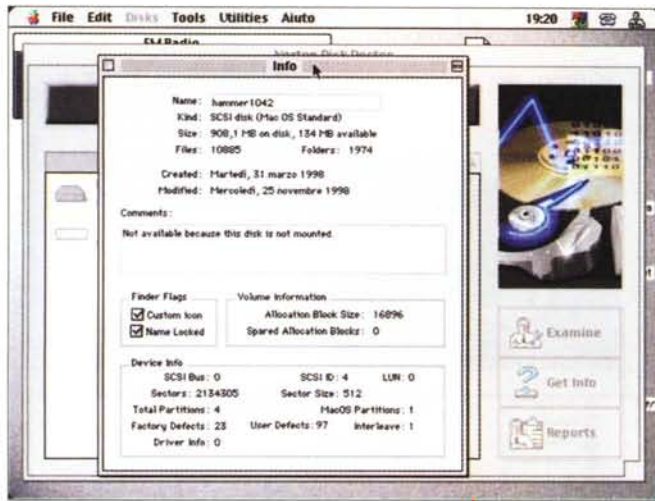 File Edit Disks Tools Utilities Aiuto 19:20
FM Radio
Norton Disk Doctor
Info
Name: hammer1042
Kind: SCSI disk (Mac OS Standard)
Size: 908,1 MB on disk, 134 MB available
Files: 10885 Folders: 1974
Created: Martedì, 31 marzo 1998
Modified: Mercoledì, 25 novembre 1998
Comments:
Not available because this disk is not mounted.
Finder Flags
Custom Icon
Name Locked
Volume Information
Allocation Block Size: 16896
Spared Allocation Blocks: 0
Device Info
SCSI Bus: 0 SCSI ID: 4 LUN: 0
Sectors: 2134305 Sector Size: 512
Total Partitions: 4 MacOS Partitions: 1
Factory Defects: 23 User Defects: 97 Interleave: 1
Driver Info: 0
Examine
Get Info
Reports